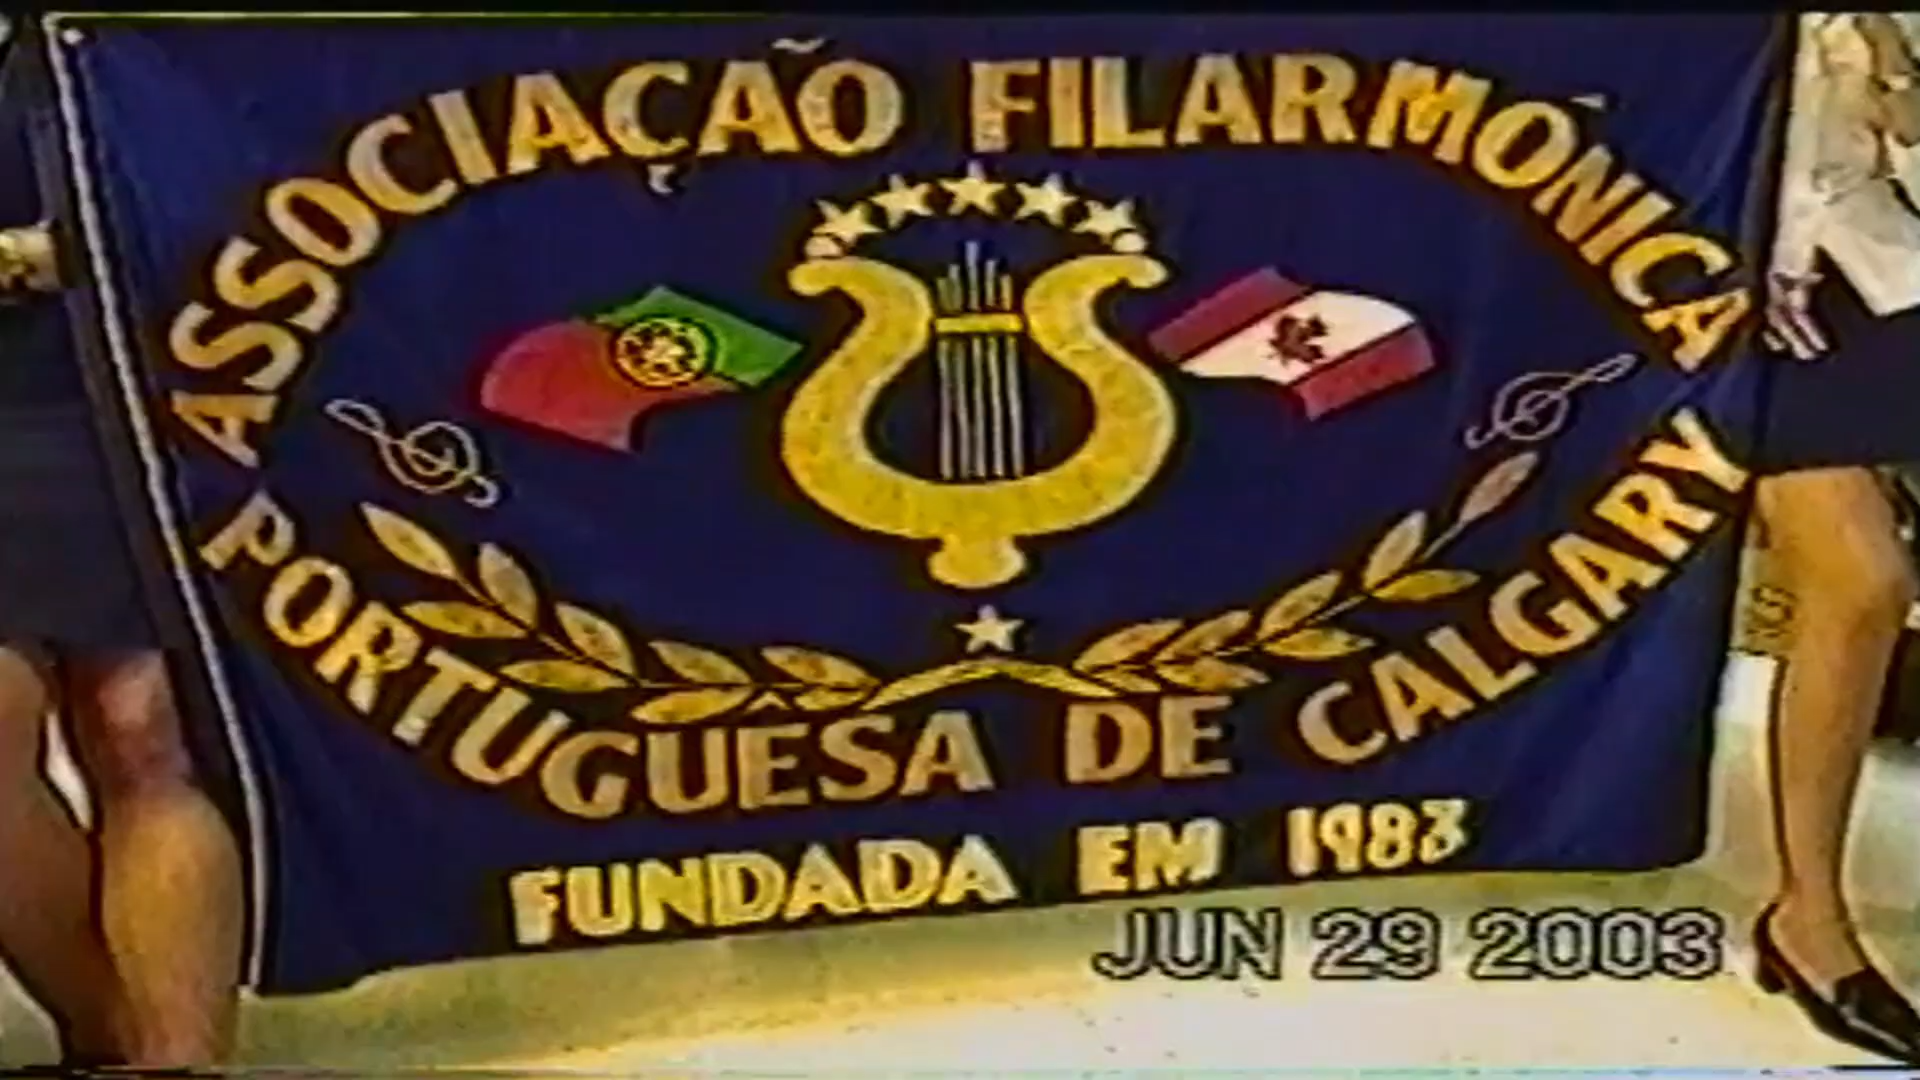 ASSOCIAÇÃO FILARMÓNICA
PORTUGUÊSA DE CALGARY
FUNDADA EM 1983
JUN 29 2003